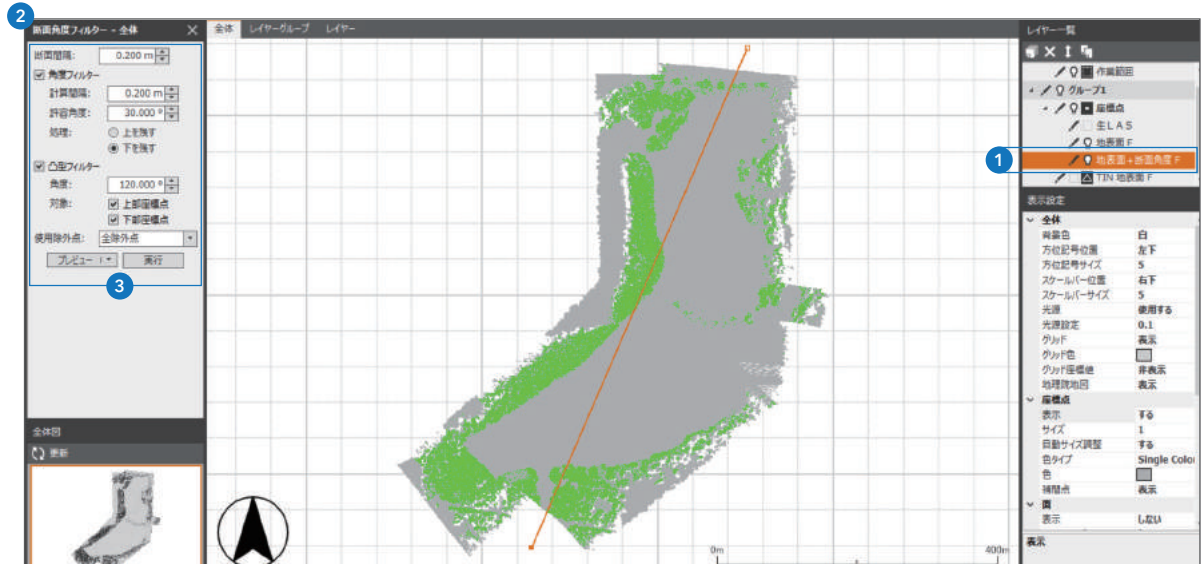 2
断面角度フィルター - 全体
断面間隔: 0.200 m
角度フィルター
計算間隔: 0.200 m
許容角度: 30.000 °
処理: 上を残す
下を残す
凸型フィルター
角度: 120.000 °
対象: 上部座標点
下部座標点
使用除外点: 全除外点
プレビュー 実行
3
全体図
更新
全体 レイヤーグループ レイヤー
0m 400m
レイヤー一覧
作業範囲
グループ1
座標点
生LAS
地表面F
1
地表面+断面角度F
TIN 地表面 F
表示設定
全体
背景色 白
方位記号位置 左下
方位記号サイズ 5
スケールバー位置 右下
スケールバーサイズ 5
光源 使用する
光源設定 0.1
グリッド 表示
グリッド色
グリッド座標値 非表示
地理院地図 表示
座標点
表示 する
サイズ 1
自動サイズ調整 する
色タイプ Single Color
色
補間点 表示
面
表示 しない
表示